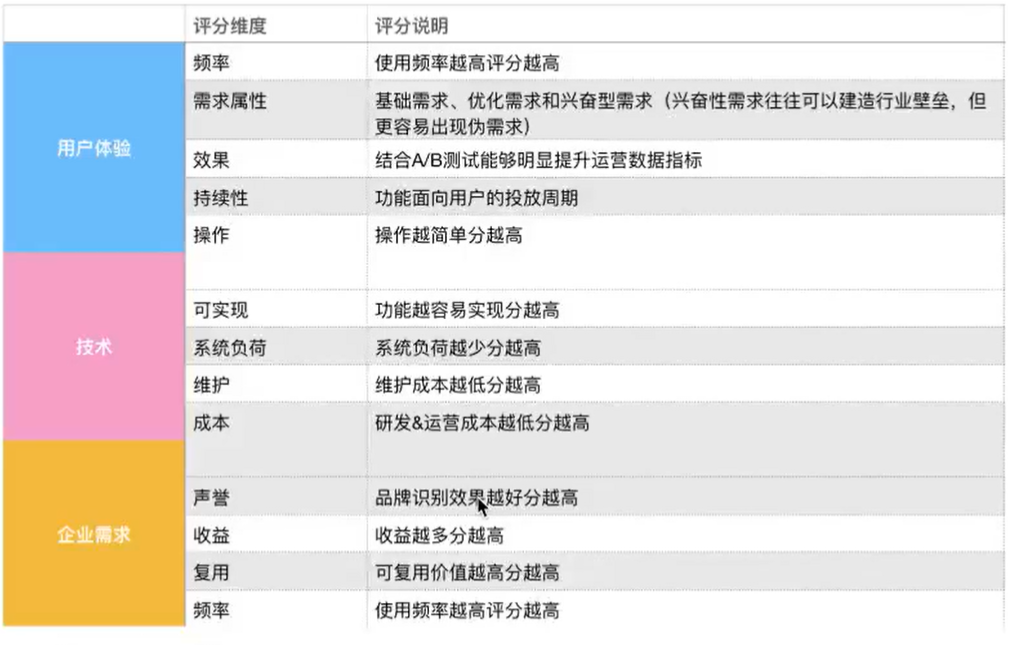 评分维度 评分说明
用户体验
频率 使用频率越高评分越高
需求属性 基础需求、优化需求和兴奋型需求（兴奋性需求往往可以建造行业壁垒，但
更容易出现伪需求）
效果 结合A/B测试能够明显提升运营数据指标
持续性 功能面向用户的投放周期
操作 操作越简单分越高
技术
可实现 功能越容易实现分越高
系统负荷 系统负荷越少分越高
维护 维护成本越低分越高
成本 研发&运营成本越低分越高
企业需求
声誉 品牌识别效果越好分越高
收益 收益越多分越高
复用 可复用价值越高分越高
频率 使用频率越高评分越高